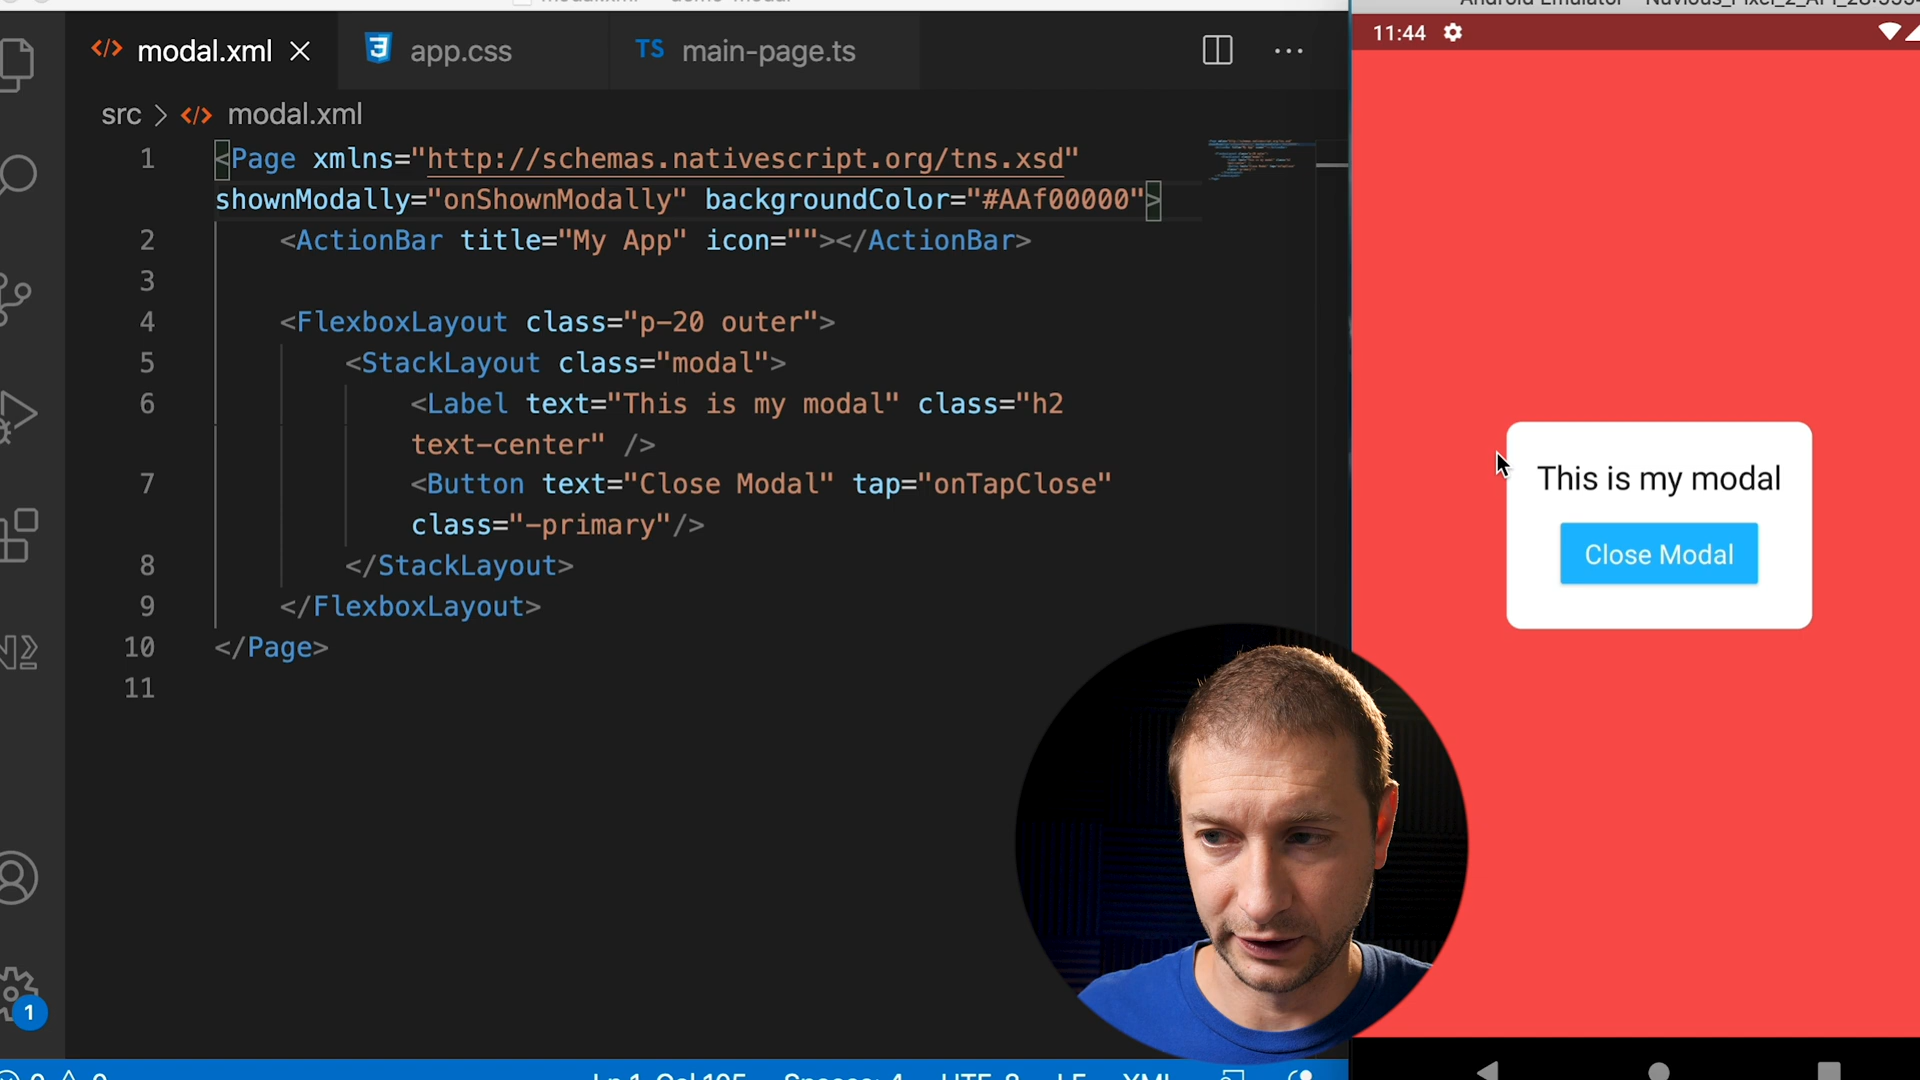 modal.xml
app.css
TS main-page.ts
src > modal.xml
1 <Page xmlns="http://schemas.nativescript.org/tns.xsd"
shownModally="onShownModally" backgroundColor="#AAf00000">
2 <ActionBar title="My App" icon=""></ActionBar>
3
4 <FlexboxLayout class="p-20 outer">
5 <StackLayout class="modal">
6 <Label text="This is my modal" class="h2
text-center" />
7 <Button text="Close Modal" tap="onTapClose"
class="-primary"/>
8 </StackLayout>
9 </FlexboxLayout>
10 </Page>
11
1
11:44
This is my modal
Close Modal